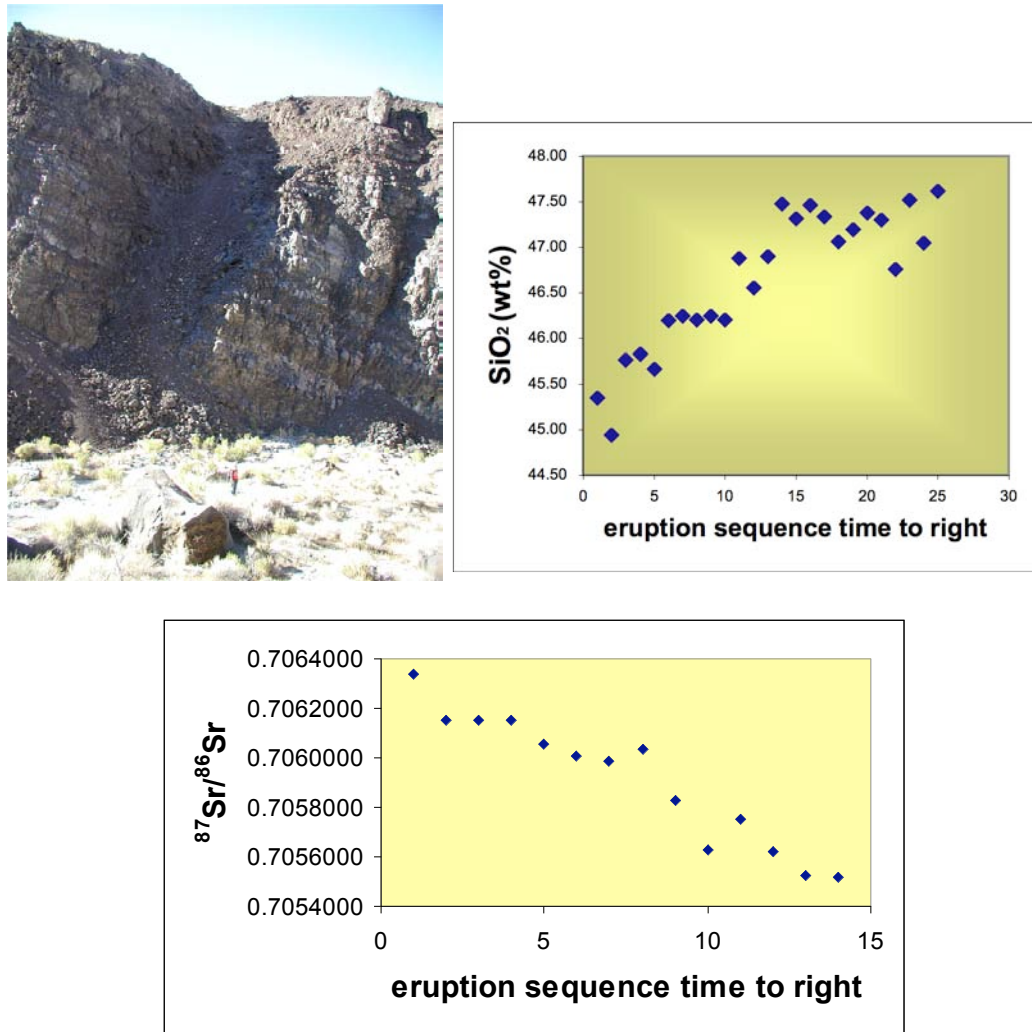 48.00
47.50
47.00
46.50
46.00
45.50
45.00
44.50
SiO₂ (wt%)
0 5 10 15 20 25 30
eruption sequence time to right
0.7064000
0.7062000
0.7060000
0.7058000
0.7056000
0.7054000
⁸⁷Sr/⁸⁶Sr
0 5 10 15
eruption sequence time to right